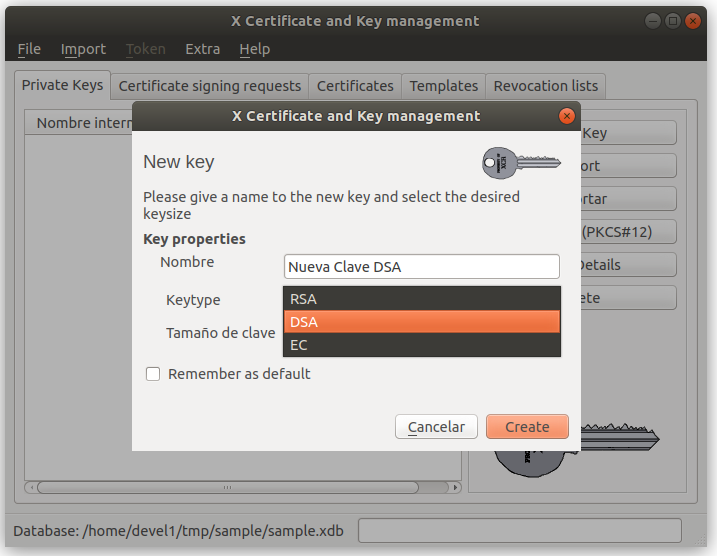 X Certificate and Key management
File Import Token Extra Help
Private Keys Certificate signing requests Certificates Templates Revocation lists
Nombre interr
X Certificate and Key management
New key
Please give a name to the new key and select the desired
keysize
Key properties
Nombre Nueva Clave DSA
Keytype RSA
DSA
Tamaño de clave
EC
Remember as default
Cancelar Create
Key
ort
rtar
(PKCS#12)
Details
ete
Database: /home/devel1/tmp/sample/sample.xdb